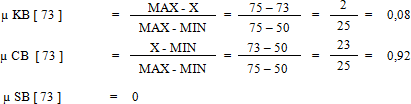 μ KB [ 73 ] = MAX - X / MAX - MIN = 75 – 73 / 75 – 50 = 2 / 25 = 0,08
μ CB [ 73 ] = X - MIN / MAX - MIN = 73 – 50 / 75 – 50 = 23 / 25 = 0,92
μ SB [ 73 ] = 0